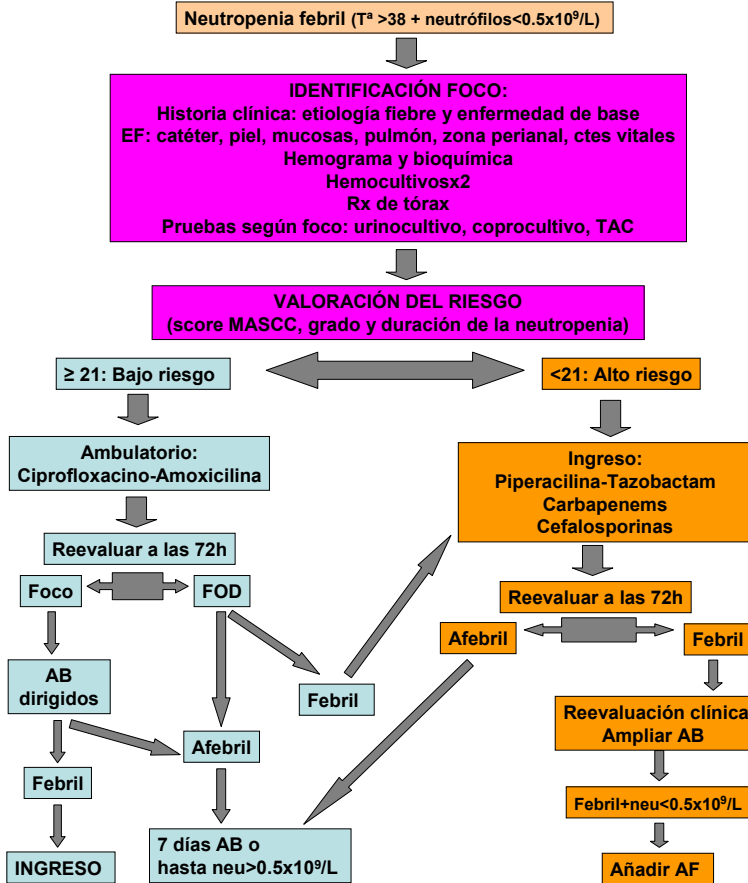 Neutropenia febril (Tª >38 + neutrófilos<0.5x10⁹/L)
IDENTIFICACIÓN FOCO:
Historia clínica: etiología fiebre y enfermedad de base
EF: catéter, piel, mucosas, pulmón, zona perianal, ctes vitales
Hemograma y bioquímica
Hemocultivosx2
Rx de tórax
Pruebas según foco: urinocultivo, coprocultivo, TAC
VALORACIÓN DEL RIESGO
(score MASCC, grado y duración de la neutropenia)
≥ 21: Bajo riesgo
<21: Alto riesgo
Ambulatorio:
Ciprofloxacino-Amoxicilina
Ingreso:
Piperacilina-Tazobactam
Carbapenems
Cefalosporinas
Reevaluar a las 72h
Reevaluar a las 72h
Foco
FOD
Afebril
Febril
AB
dirigidos
Febril
Afebril
Reevaluación clínica
Ampliar AB
Febril
Febril+neu<0.5x10⁹/L
INGRESO
7 días AB o
hasta neu>0.5x10⁹/L
Añadir AF